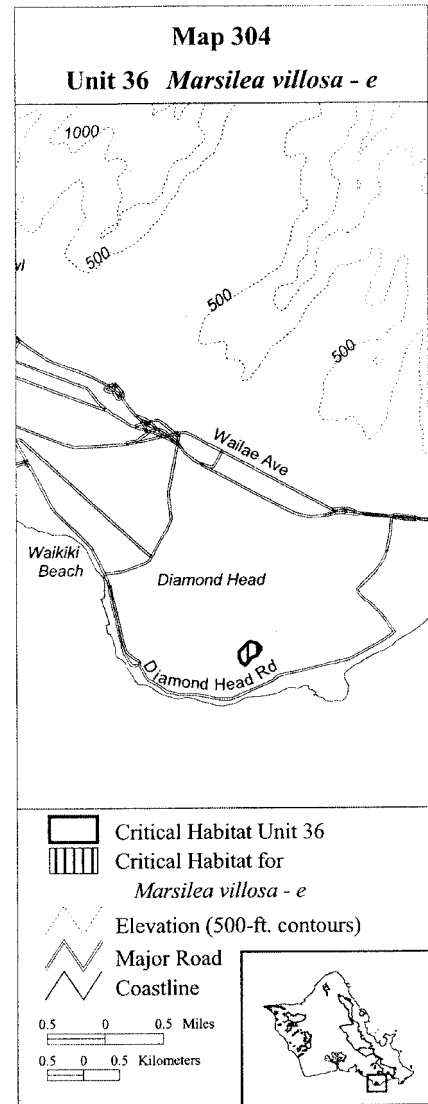 Map 304
Unit 36 Marsilea villosa - e
1000
500
500
500
wl
Wailae Ave
Waikiki
Beach
Diamond Head
Diamond Head Rd
Critical Habitat Unit 36
Critical Habitat for
Marsilea villosa - e
Elevation (500-ft. contours)
Major Road
Coastline
0.5 0 0.5 Miles
0.5 0 0.5 Kilometers